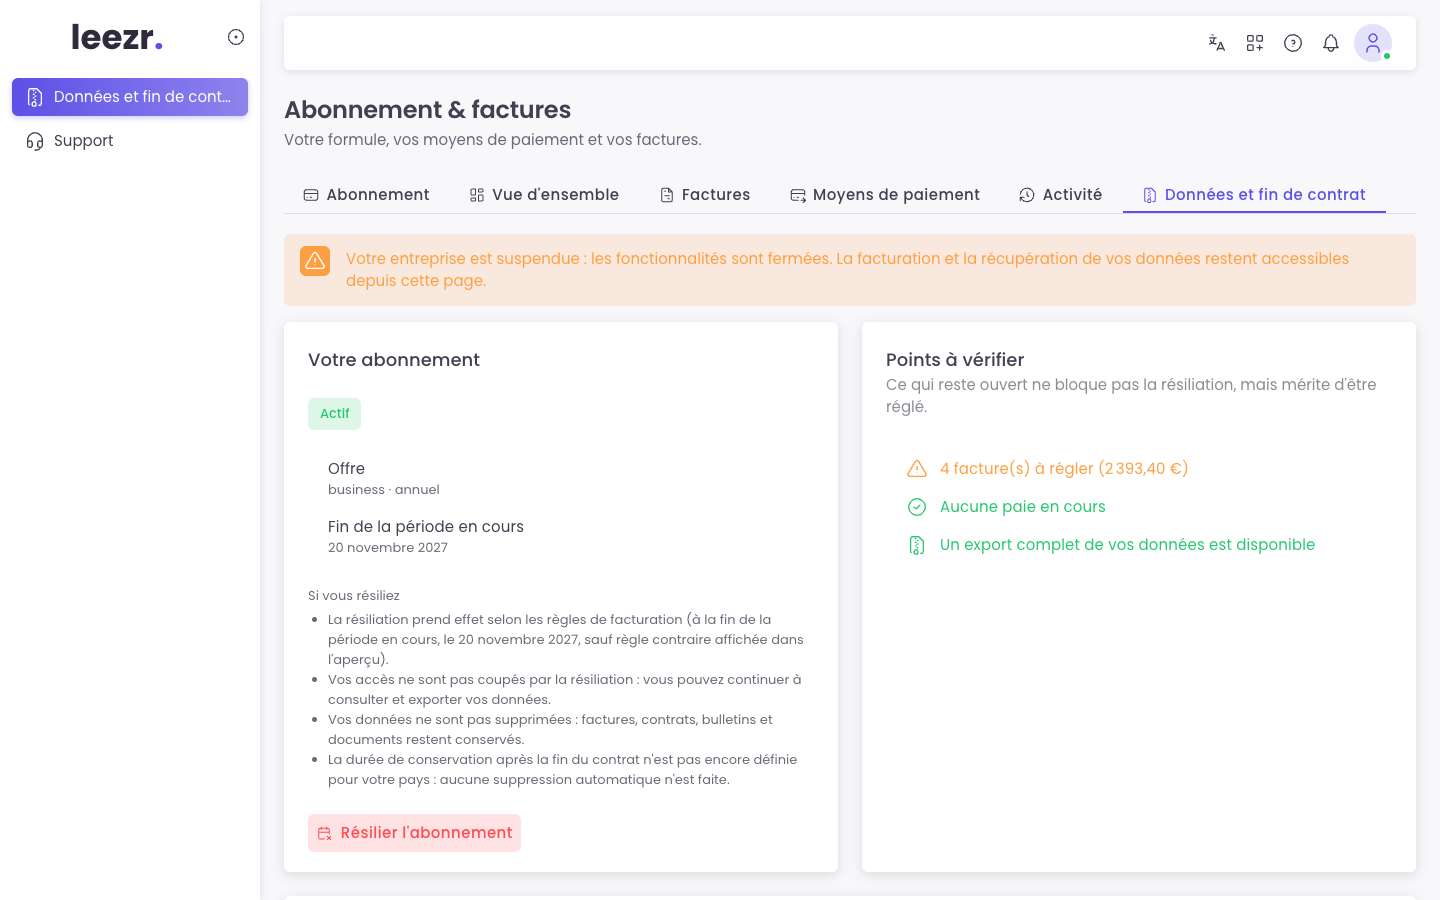 leezr.
Données et fin de cont...
Support
Abonnement & factures
Votre formule, vos moyens de paiement et vos factures.
Abonnement
Vue d'ensemble
Factures
Moyens de paiement
Activité
Données et fin de contrat
Votre entreprise est suspendue : les fonctionnalités sont fermées. La facturation et la récupération de vos données restent accessibles
depuis cette page.
Votre abonnement
Actif
Offre
business · annuel
Fin de la période en cours
20 novembre 2027
Si vous résiliez
La résiliation prend effet selon les règles de facturation (à la fin de la
période en cours, le 20 novembre 2027, sauf règle contraire affichée dans
l'aperçu).
Vos accès ne sont pas coupés par la résiliation : vous pouvez continuer à
consulter et exporter vos données.
Vos données ne sont pas supprimées : factures, contrats, bulletins et
documents restent conservés.
La durée de conservation après la fin du contrat n'est pas encore définie
pour votre pays : aucune suppression automatique n'est faite.
Résilier l'abonnement
Points à vérifier
Ce qui reste ouvert ne bloque pas la résiliation, mais mérite d'être
réglé.
4 facture(s) à régler (2 393,40 €)
Aucune paie en cours
Un export complet de vos données est disponible